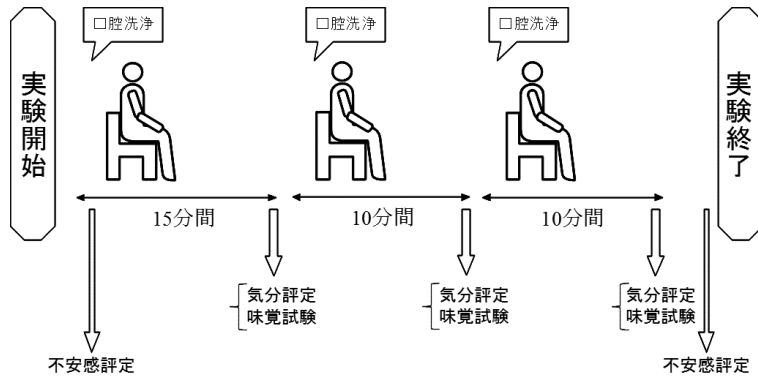 口腔洗浄
口腔洗浄
口腔洗浄
実験開始
実験終了
15分間
10分間
10分間
気分評定
味覚試験
気分評定
味覚試験
気分評定
味覚試験
不安感評定
不安感評定